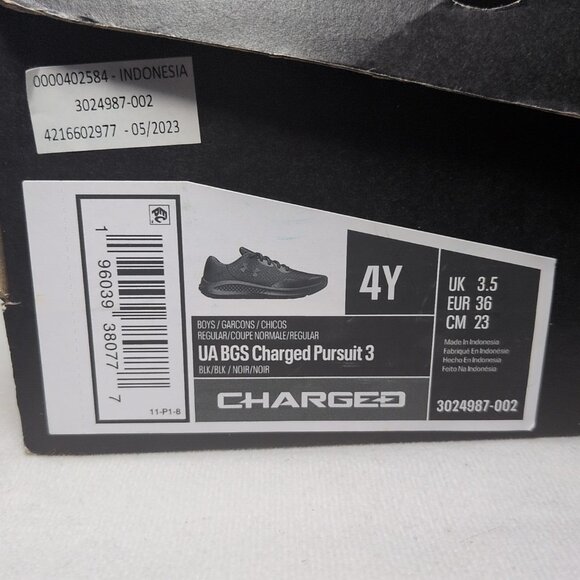 0000402584 - INDONESIA
3024987-002
4216602977 - 05/2023
1 96039 38077 7
11-P1-8
4Y
BOYS / GARCONS / CHICOS
REGULAR/COUPE NORMALE/REGULAR
UA BGS Charged Pursuit 3
BLK/BLK / NOIR/NOIR
CHARGED
UK 3.5
EUR 36
CM 23
Made In Indonesia
Fabriqué En Indonésie
Hecho En Indonesia
Feito Na Indonésia
3024987-002